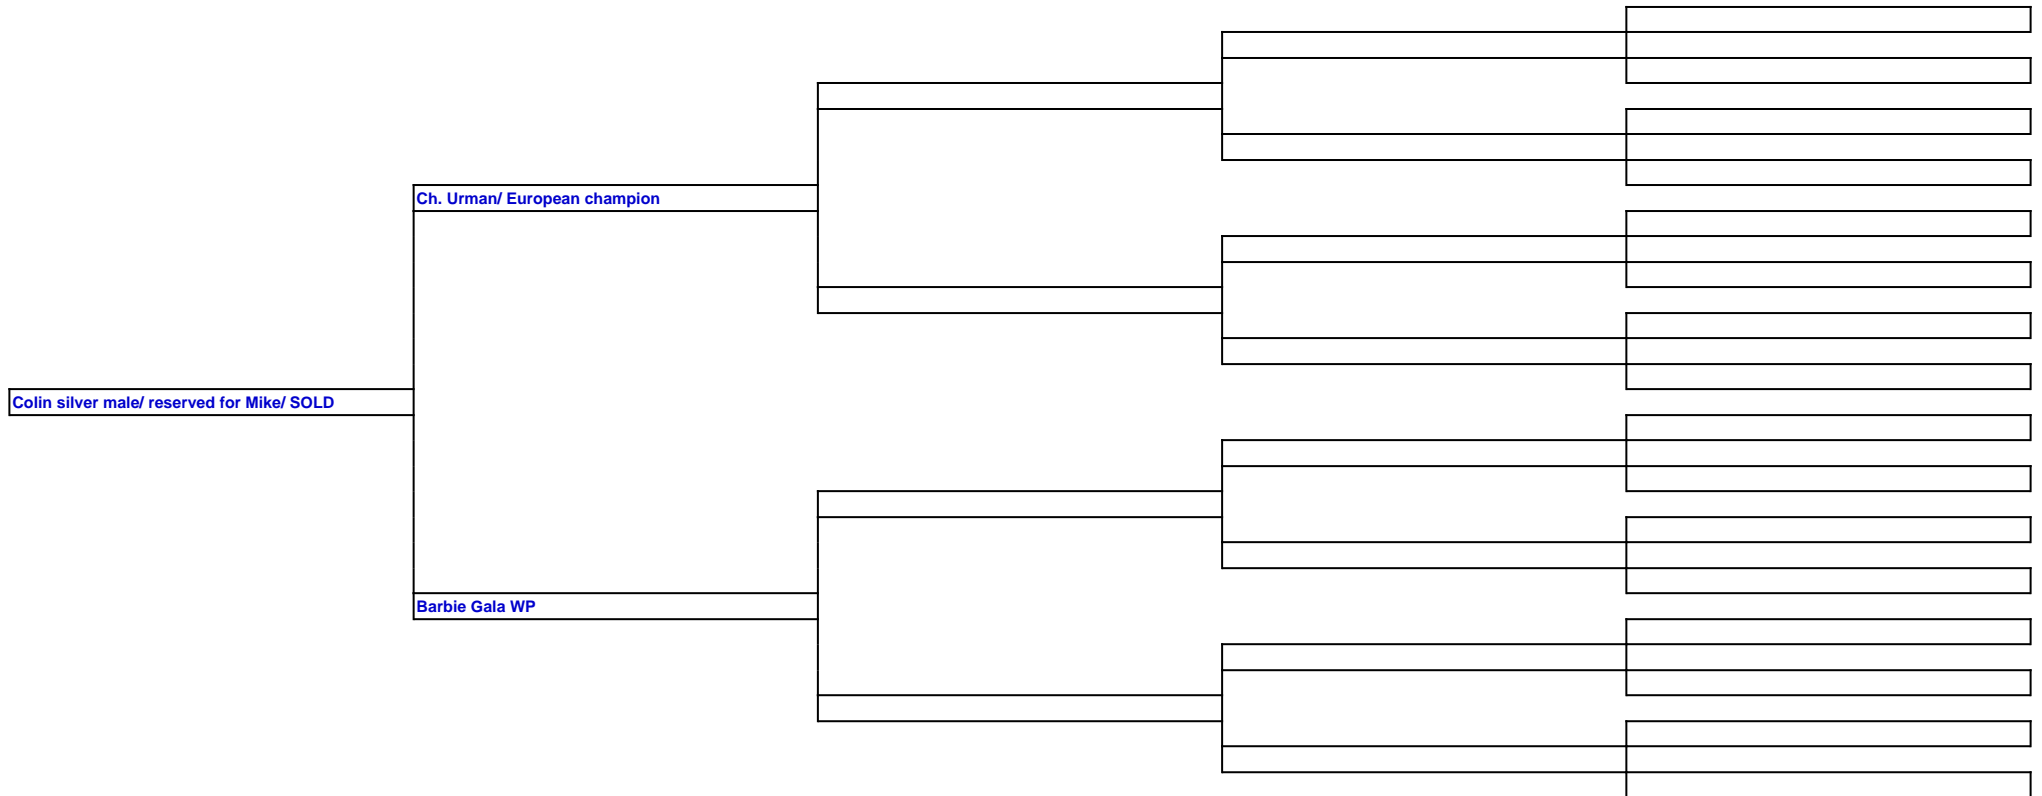 Ch. Urman/ European champion
Colin silver male/ reserved for Mike/ SOLD
Barbie Gala WP